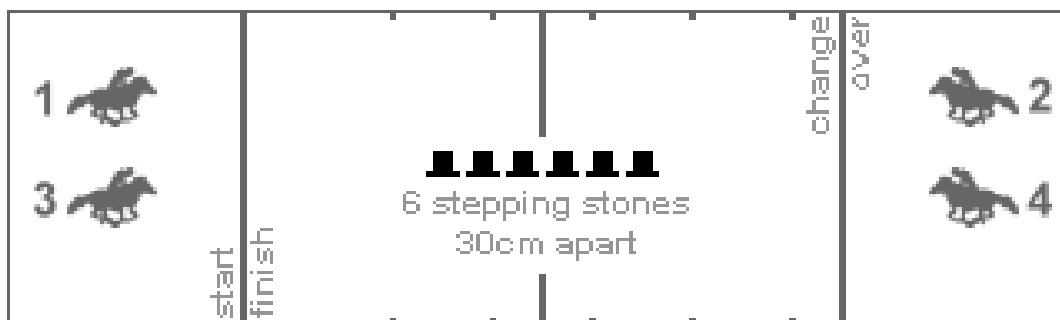 1
2
3
4
6 stepping stones
30cm apart
start
finish
change
over